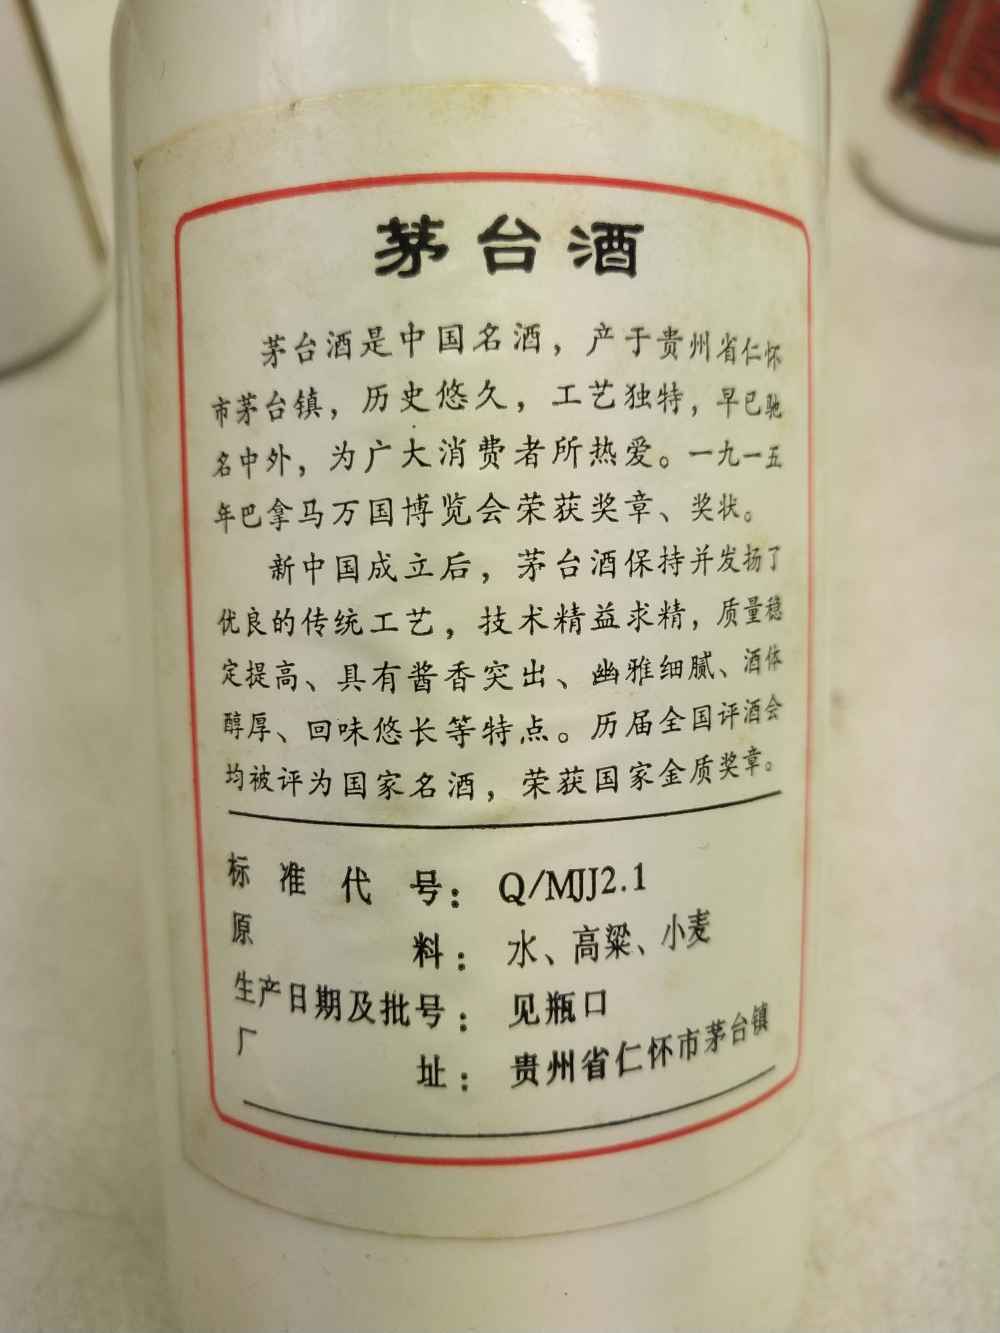 茅台酒
茅台酒是中国名酒，产于贵州省仁怀
市茅台镇，历史悠久，工艺独特，早已驰
名中外，为广大消费者所热爱。一九一五
年巴拿马万国博览会荣获奖章、奖状。
新中国成立后，茅台酒保持并发扬了
优良的传统工艺，技术精益求精，质量稳
定提高、具有酱香突出、幽雅细腻、酒体
醇厚、回味悠长等特点。历届全国评酒会
均被评为国家名酒，荣获国家金质奖章。
标准代号：Q/MJJ2.1
原料：水、高粱、小麦
生产日期及批号：见瓶口
厂址：贵州省仁怀市茅台镇